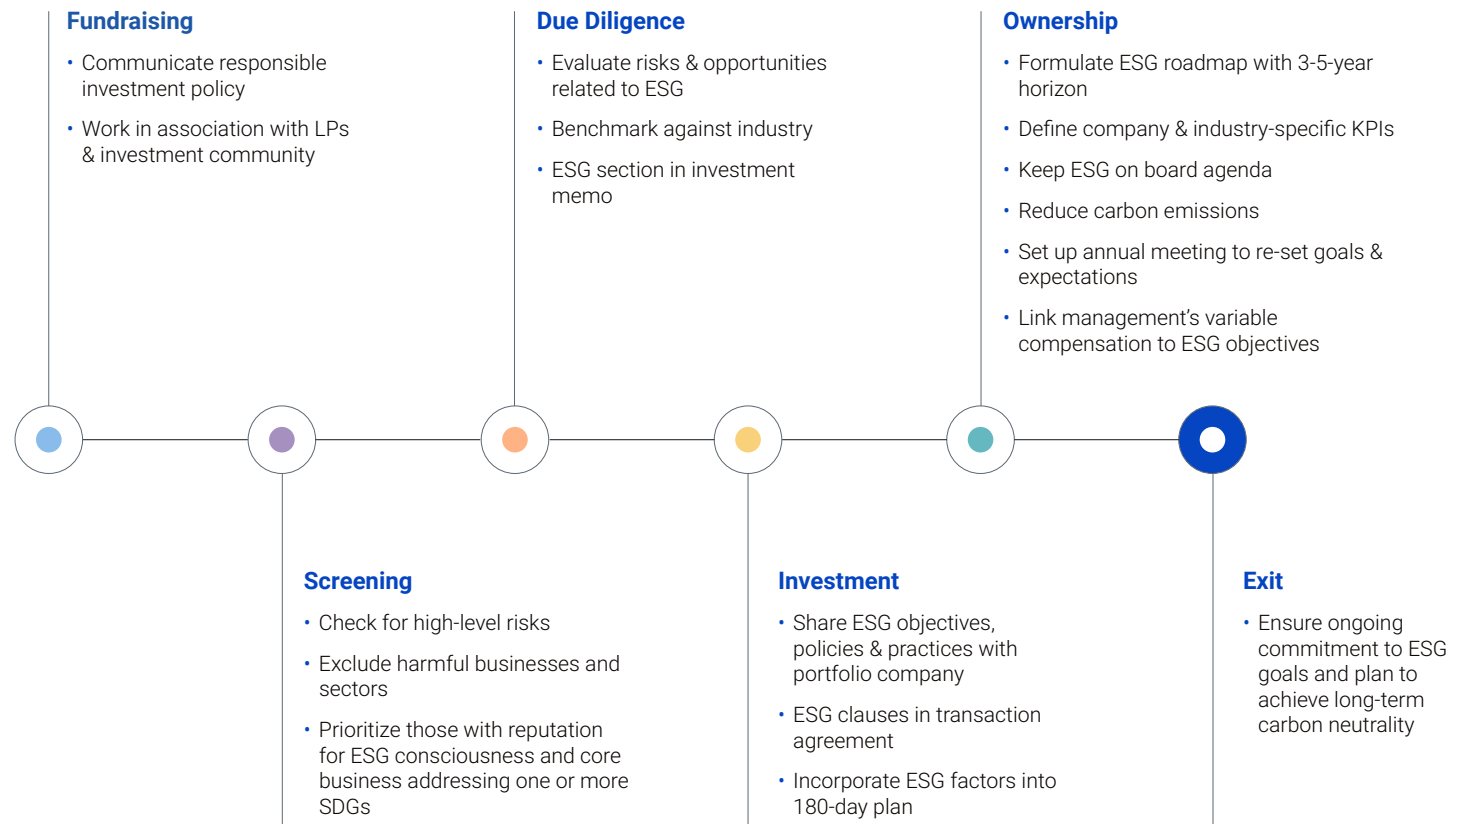 Fundraising
• Communicate responsible
investment policy
• Work in association with LPs
& investment community
Due Diligence
• Evaluate risks & opportunities
related to ESG
• Benchmark against industry
• ESG section in investment
memo
Ownership
• Formulate ESG roadmap with 3-5-year
horizon
• Define company & industry-specific KPIs
• Keep ESG on board agenda
• Reduce carbon emissions
• Set up annual meeting to re-set goals &
expectations
• Link management’s variable
compensation to ESG objectives
Screening
• Check for high-level risks
• Exclude harmful businesses and
sectors
• Prioritize those with reputation
for ESG consciousness and core
business addressing one or more
SDGs
Investment
• Share ESG objectives,
policies & practices with
portfolio company
• ESG clauses in transaction
agreement
• Incorporate ESG factors into
180-day plan
Exit
• Ensure ongoing
commitment to ESG
goals and plan to
achieve long-term
carbon neutrality